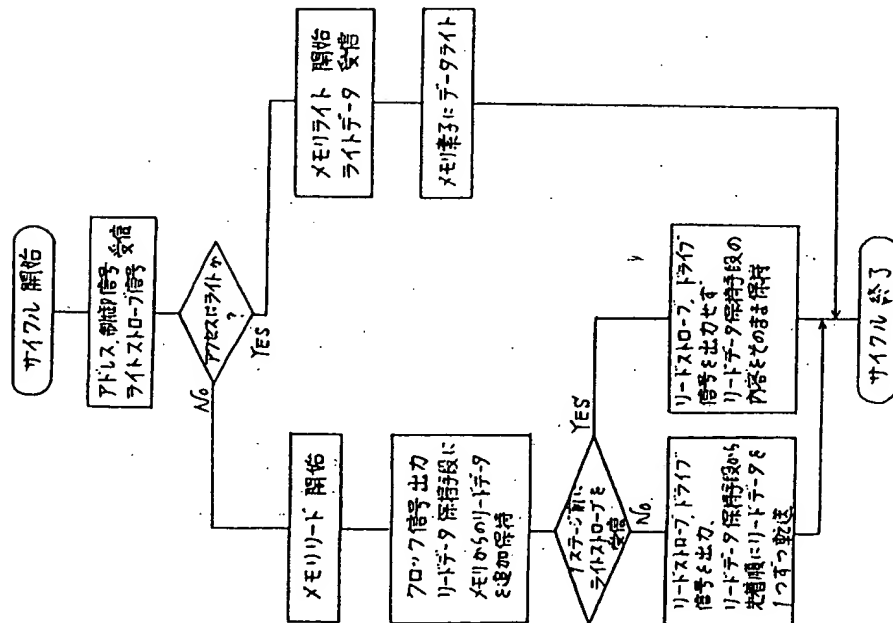 サイクル 開始
アドレス,制御信号 受信
ライトストローブ信号
アクセスはライトか
?
No
YES
メモリリード 開始
メモリライト 開始
ライトデータ 受信
クロック信号出力
リードデータ保持手段に
メモリからのリードデータ
を追加保持
メモリ素子にデータライト
1ステージ前に
ライトストローブを
受信
YES
No
リードストローブ,ドライブ
信号を出力、
リードデータ保持手段から
先着順にリードデータを
1つずつ転送
リードストローブ,ドライブ
信号を出力せず
リードデータ保持手段の
内容をそのまま保持
サイクル 終了